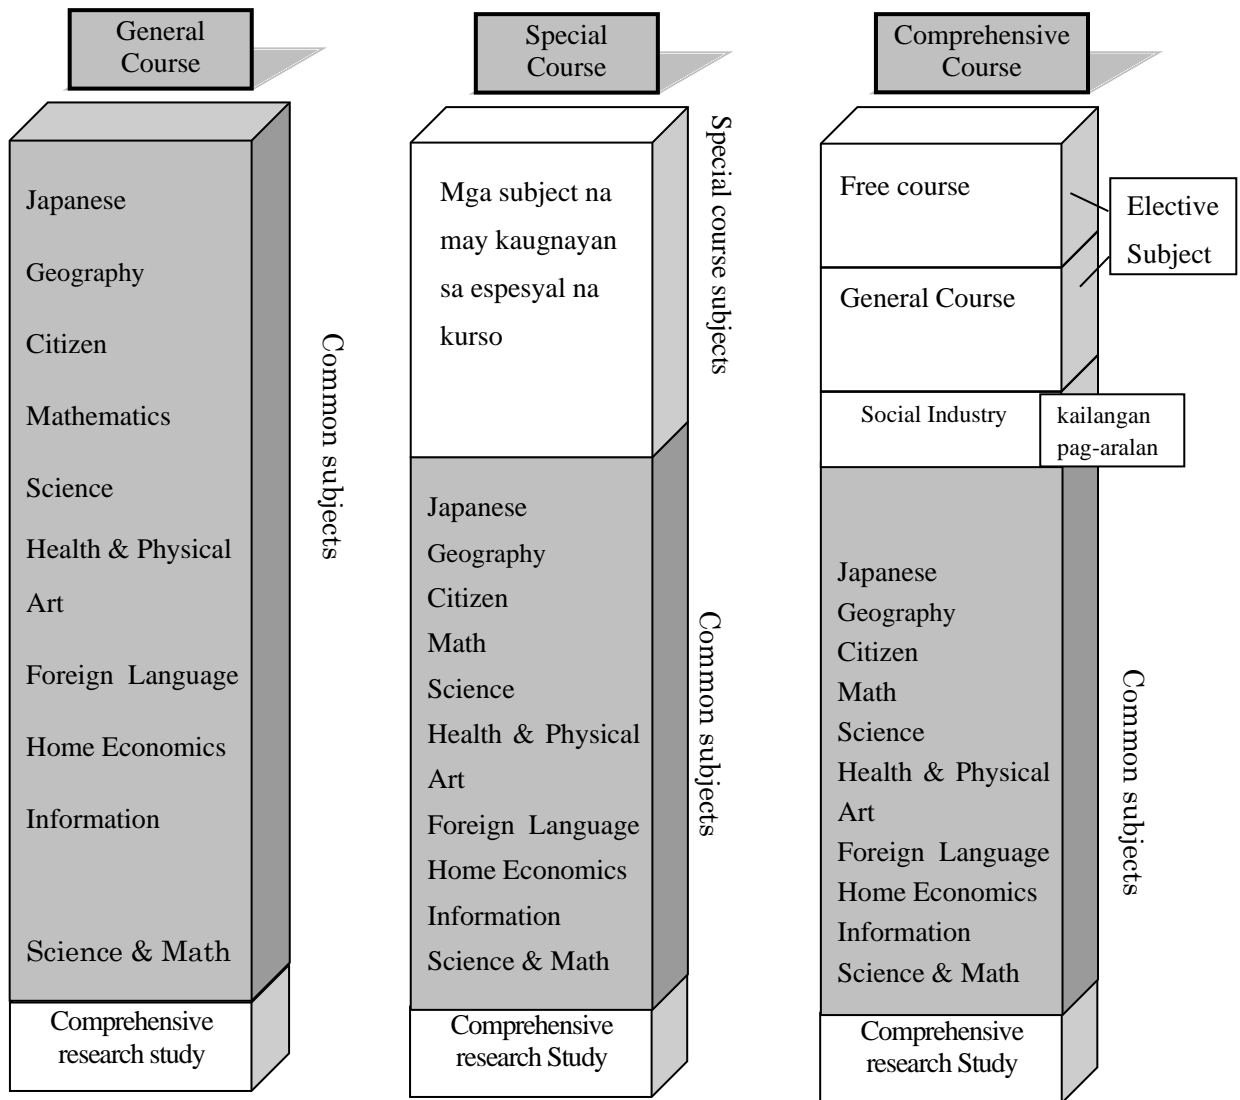 General
Course
Japanese
Geography
Citizen
Mathematics
Science
Health & Physical
Art
Foreign Language
Home Economics
Information
Science & Math
Comprehensive
research study
Common subjects
Special
Course
Mga subject na
may kaugnayan
sa espesyal na
kurso
Special course subjects
Japanese
Geography
Citizen
Math
Science
Health & Physical
Art
Foreign Language
Home Economics
Information
Science & Math
Common subjects
Comprehensive
research Study
Comprehensive
Course
Free course
General Course
Elective
Subject
Social Industry
kailangan
pag-aralan
Japanese
Geography
Citizen
Math
Science
Health & Physical
Art
Foreign Language
Home Economics
Information
Science & Math
Common subjects
Comprehensive
research Study